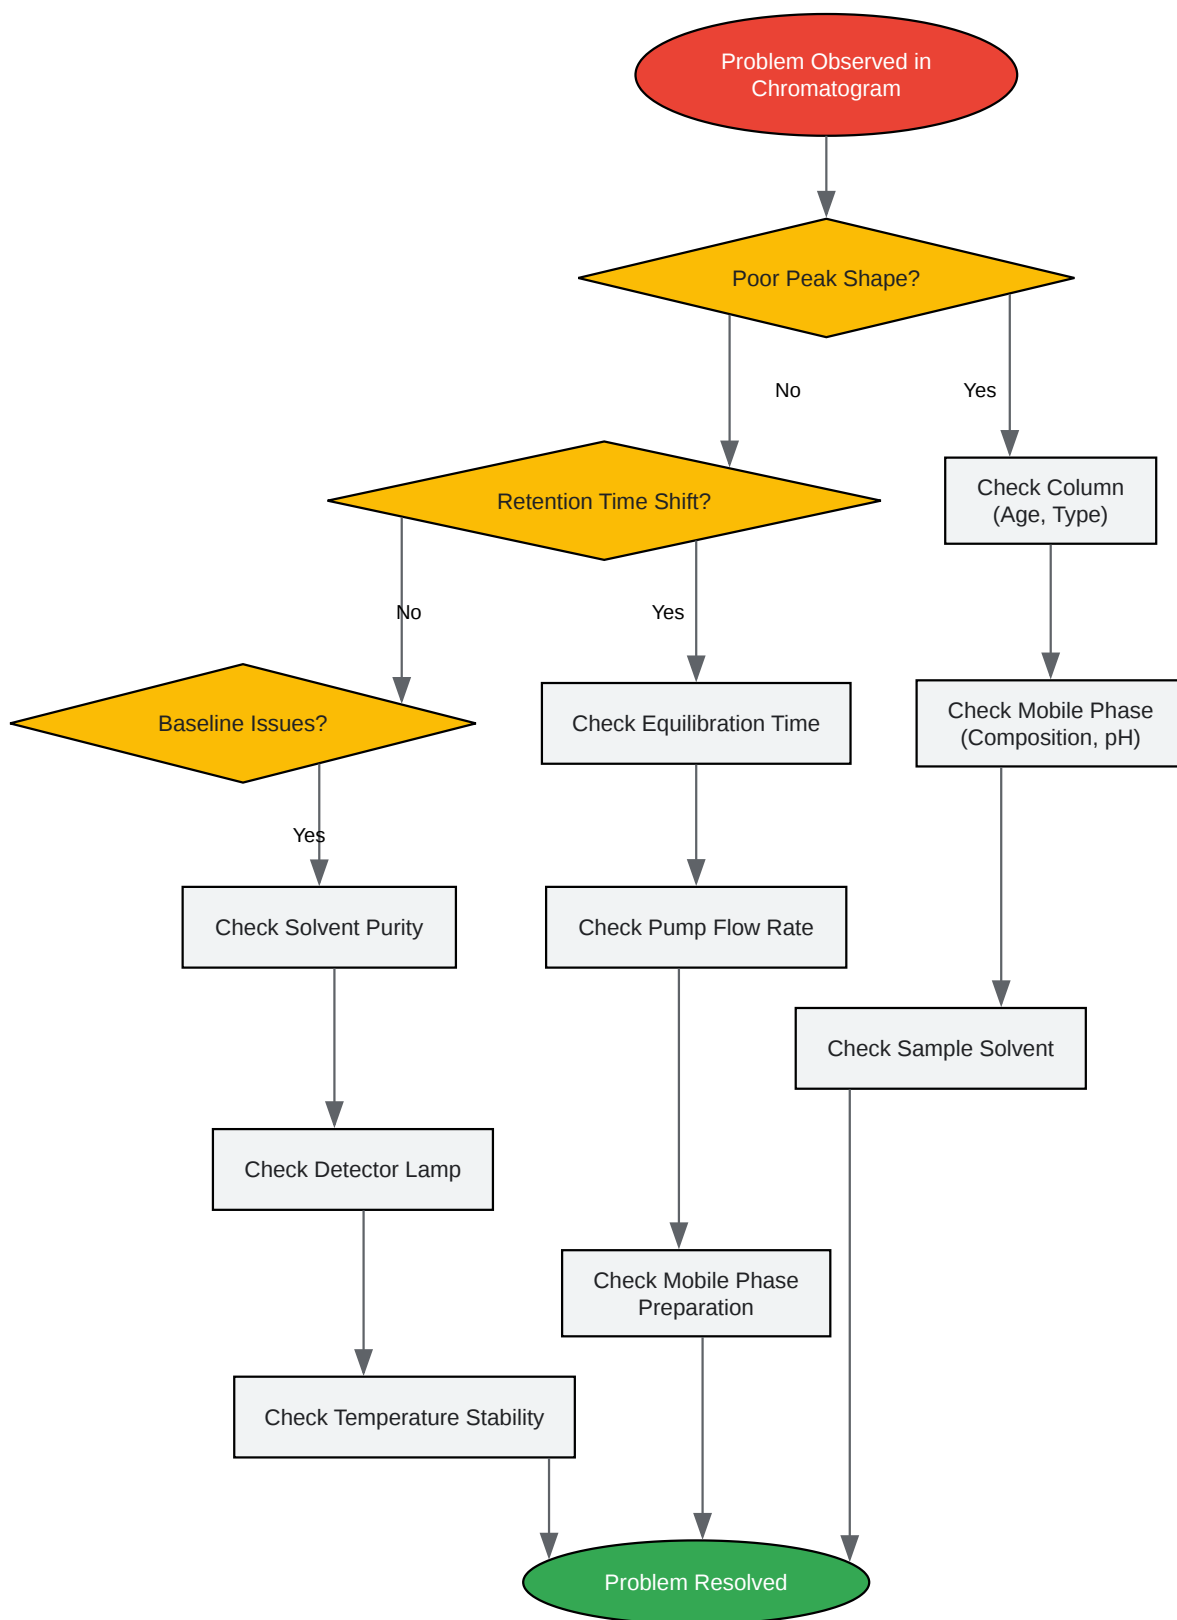 Problem Observed in
Chromatogram
Poor Peak Shape?
No
Yes
Retention Time Shift?
Check Column
(Age, Type)
No
Yes
Baseline Issues?
Check Equilibration Time
Check Mobile Phase
(Composition, pH)
Yes
Check Solvent Purity
Check Pump Flow Rate
Check Sample Solvent
Check Detector Lamp
Check Mobile Phase
Preparation
Check Temperature Stability
Problem Resolved